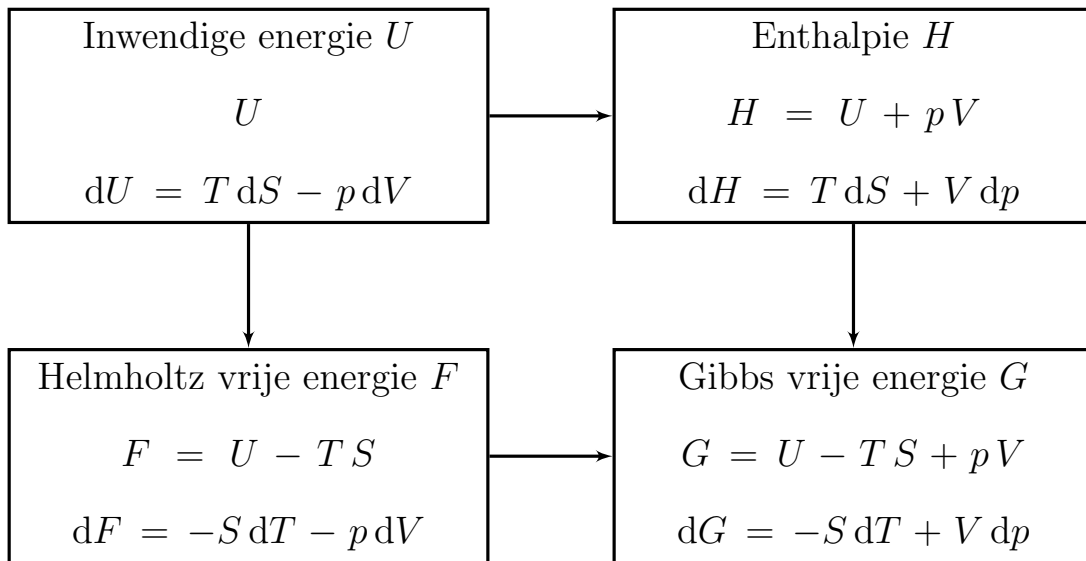 Inwendige energie U
U
dU = T dS − p dV
Enthalpie H
H = U + p V
dH = T dS + V dp
Helmholtz vrije energie F
F = U − T S
dF = −S dT − p dV
Gibbs vrije energie G
G = U − T S + p V
dG = −S dT + V dp